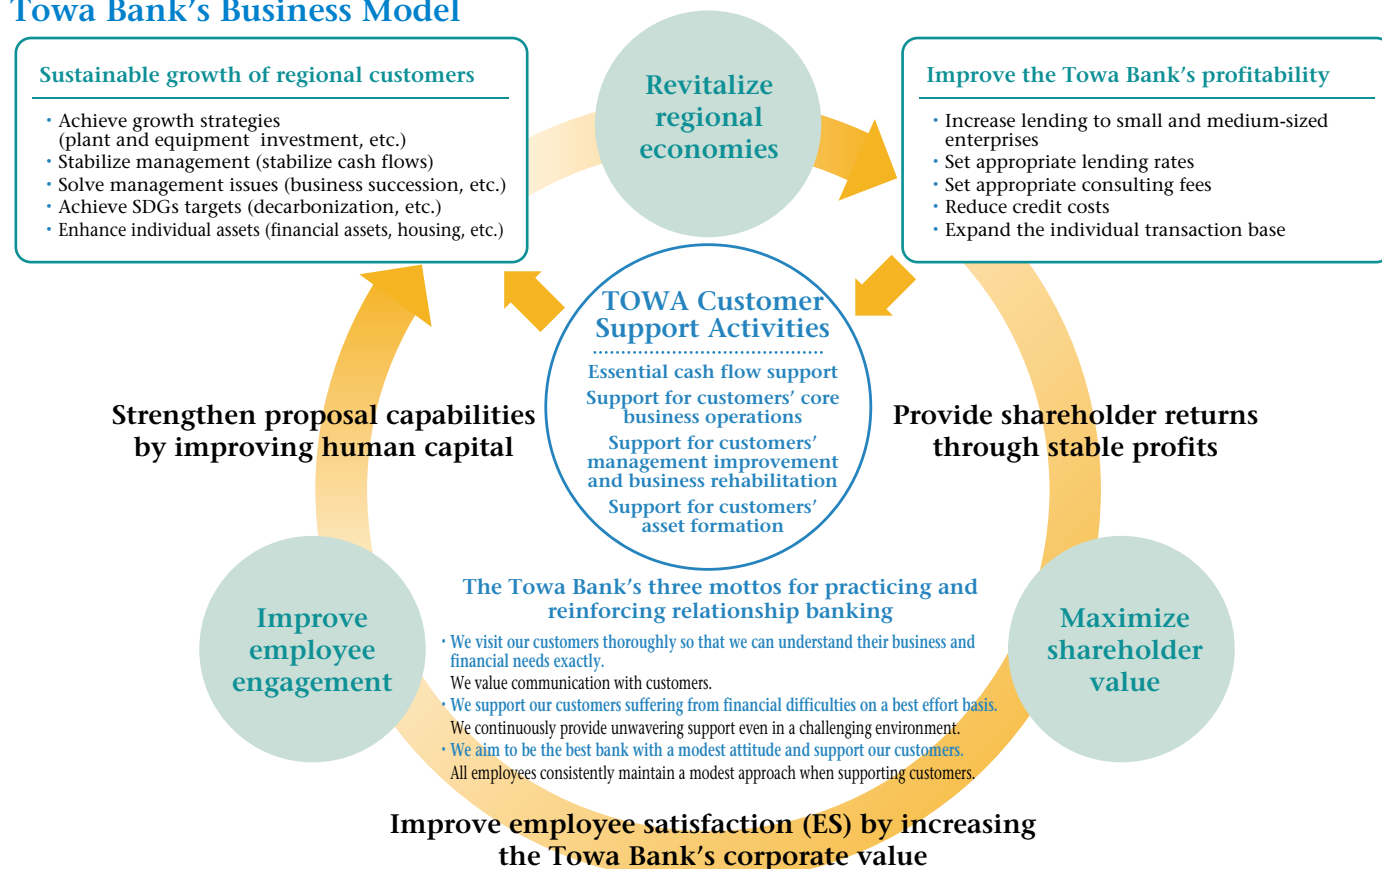 Towa Bank's Business Model
Sustainable growth of regional customers
・Achieve growth strategies
(plant and equipment investment, etc.)
・Stabilize management (stabilize cash flows)
・Solve management issues (business succession, etc.)
・Achieve SDGs targets (decarbonization, etc.)
・Enhance individual assets (financial assets, housing, etc.)
Revitalize
regional
economies
Improve the Towa Bank's profitability
・Increase lending to small and medium-sized
enterprises
・Set appropriate lending rates
・Set appropriate consulting fees
・Reduce credit costs
・Expand the individual transaction base
TOWA Customer
Support Activities
Essential cash flow support
Support for customers' core
business operations
Support for customers'
management improvement
and business rehabilitation
Support for customers'
asset formation
Strengthen proposal capabilities
by improving human capital
Provide shareholder returns
through stable profits
Improve
employee
engagement
The Towa Bank's three mottos for practicing and
reinforcing relationship banking
・We visit our customers thoroughly so that we can understand their business and
financial needs exactly.
We value communication with customers.
・We support our customers suffering from financial difficulties on a best effort basis.
We continuously provide unwavering support even in a challenging environment.
・We aim to be the best bank with a modest attitude and support our customers.
All employees consistently maintain a modest approach when supporting customers.
Maximize
shareholder
value
Improve employee satisfaction (ES) by increasing
the Towa Bank's corporate value